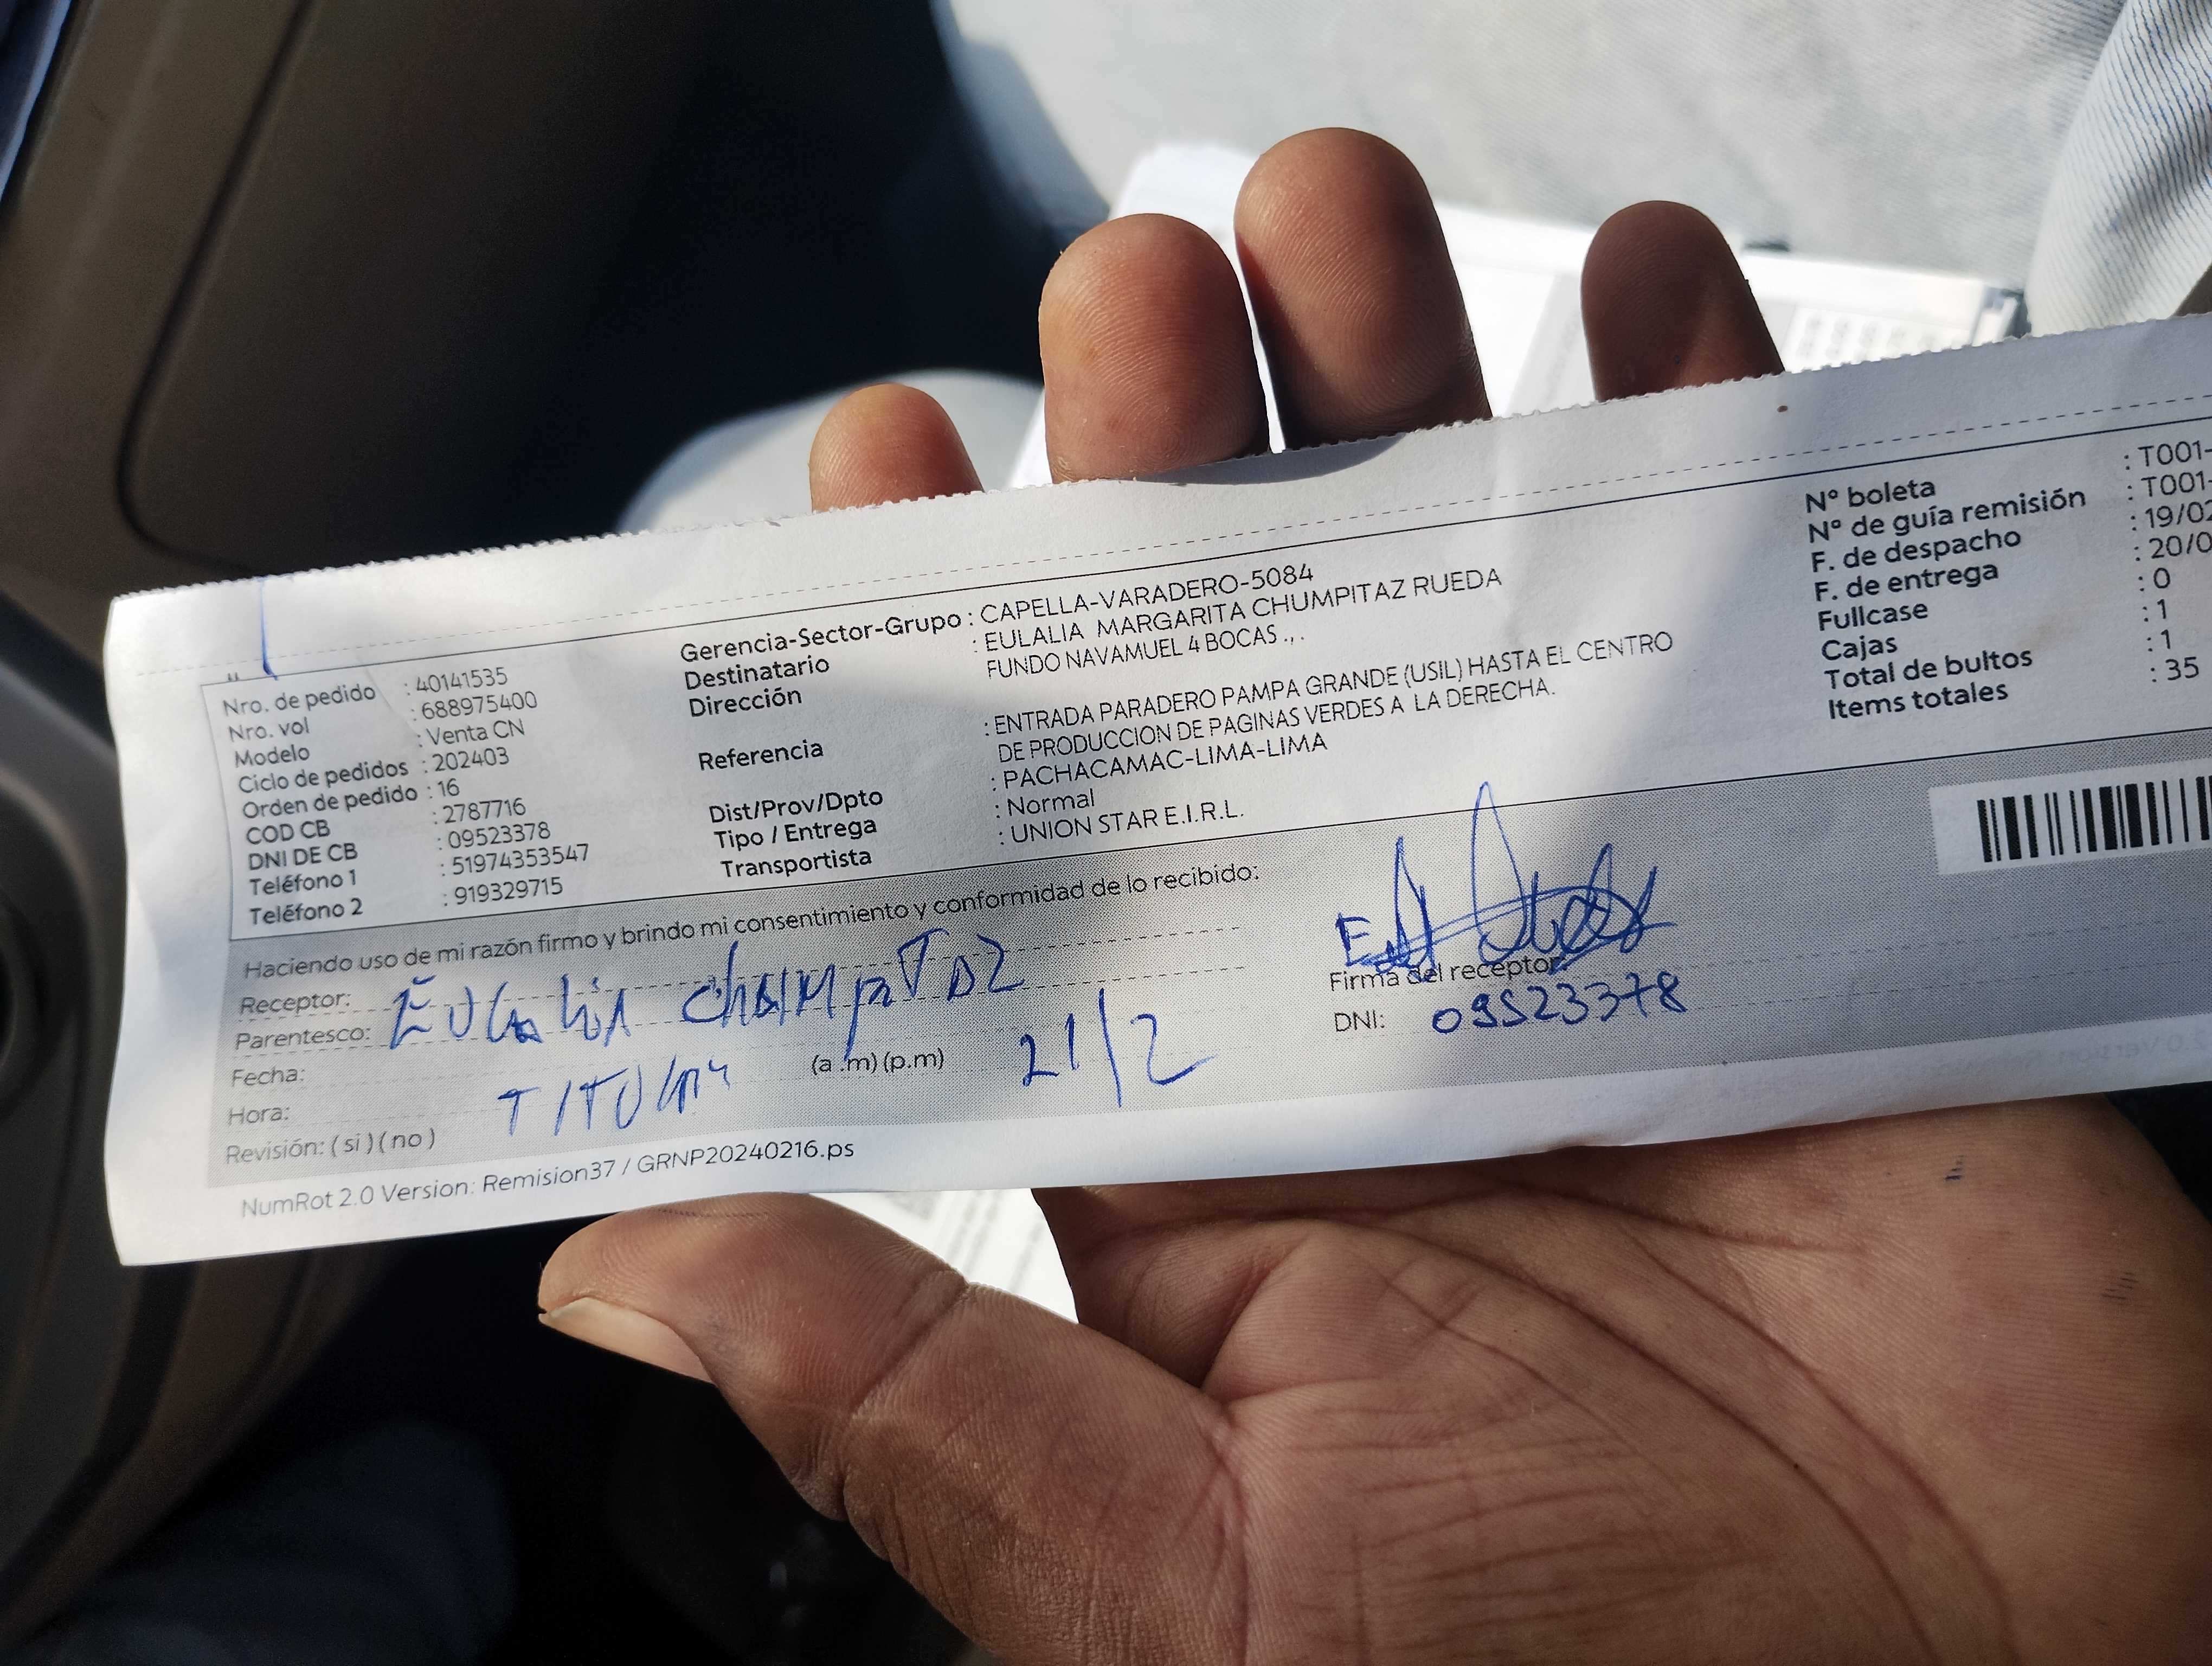 Nro. de pedido : 40141535
Nro. vol : 688975400
Modelo : Venta CN
Ciclo de pedidos : 202403
Orden de pedido : 16
COD CB : 2787716
DNI DE CB : 09523378
Teléfono 1 : 51974353547
Teléfono 2 : 919329715
Gerencia-Sector-Grupo : CAPELLA-VARADERO-5084
Destinatario : EULALIA MARGARITA CHUMPITAZ RUEDA
Dirección FUNDO NAVAMUEL 4 BOCAS .,.
Referencia : ENTRADA PARADERO PAMPA GRANDE (USIL) HASTA EL CENTRO
DE PRODUCCION DE PAGINAS VERDES A LA DERECHA.
Dist/Prov/Dpto : PACHACAMAC-LIMA-LIMA
Tipo / Entrega : Normal
Transportista : UNION STAR E.I.R.L.
N° boleta : T001-
N° de guía remisión : T001-
F. de despacho : 19/02
F. de entrega : 20/0
Fullcase : 0
Cajas : 1
Total de bultos : 1
Items totales : 35
Haciendo uso de mi razón firmo y brindo mi consentimiento y conformidad de lo recibido:
Receptor:
Parentesco: Eulalia
Fecha:
Hora: (a .m) (p.m) 21/2
Revisión: ( si ) ( no )
Firma del receptor:
DNI: 09523378
NumRot 2.0 Version: Remision37 / GRNP20240216.ps